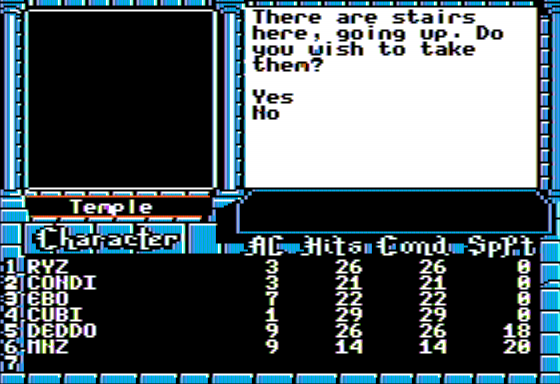 There are stairs
here, going up. Do
you wish to take
them?
Yes
No
Temple
Character AC Hits Cond SpPt
1 RYZ 3 26 26 0
2 CONDI 3 21 21 0
3 EBO 7 22 22 0
4 CUBI 1 29 29 0
5 DEDDO 9 26 26 18
6 MNZ 9 14 14 20
7